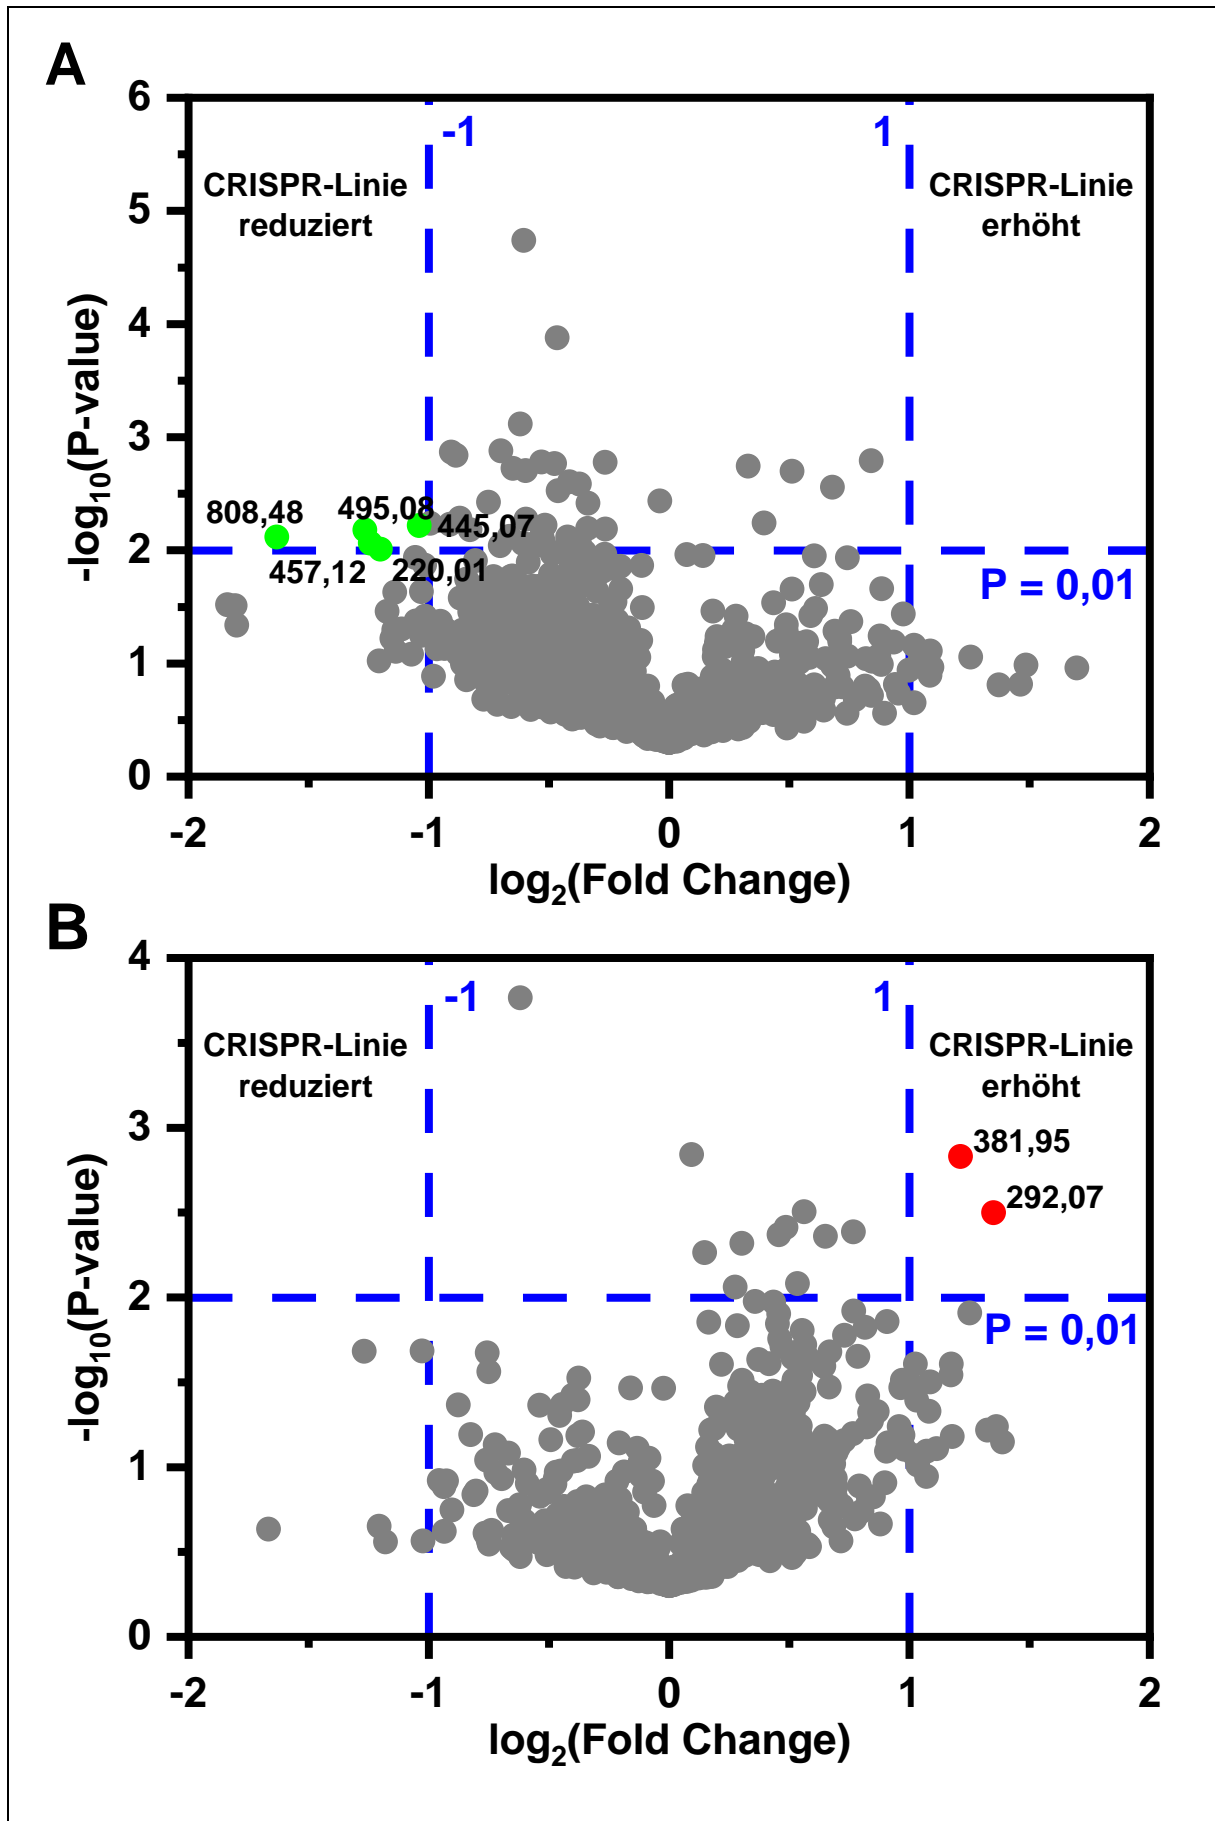 A
6
5
4
3
2
1
0
-log10(P-value)
-1
1
CRISPR-Linie
reduziert
CRISPR-Linie
erhöht
808,48
495,08
445,07
457,12
220,01
P = 0,01
-2
-1
0
1
2
log2(Fold Change)
B
4
3
2
1
0
-log10(P-value)
-1
1
CRISPR-Linie
reduziert
CRISPR-Linie
erhöht
381,95
292,07
P = 0,01
-2
-1
0
1
2
log2(Fold Change)